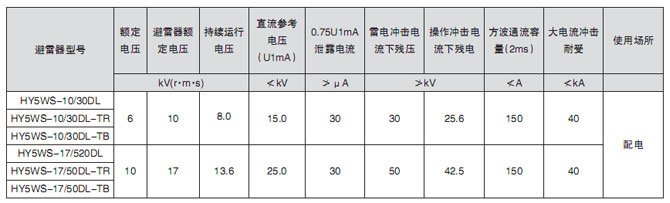 避雷器型号 额定电压 避雷器额定电压 持续运行电压 直流参考电压(U1mA) 0.75U1mA泄露电流 雷电冲击电流下残压 操作冲击电流下残电 方波通流容量(2ms) 大电流冲击耐受 使用场所
kV(r·m·s) ≮kV >μA ≯kV ≮A ≮kA
HY5WS-10/30DL
HY5WS-10/30DL-TR 6 10 8.0 15.0 30 30 25.6 150 40
HY5WS-10/30DL-TB
配电
HY5WS-17/520DL
HY5WS-17/50DL-TR 10 17 13.6 25.0 30 50 42.5 150 40
HY5WS-17/50DL-TB